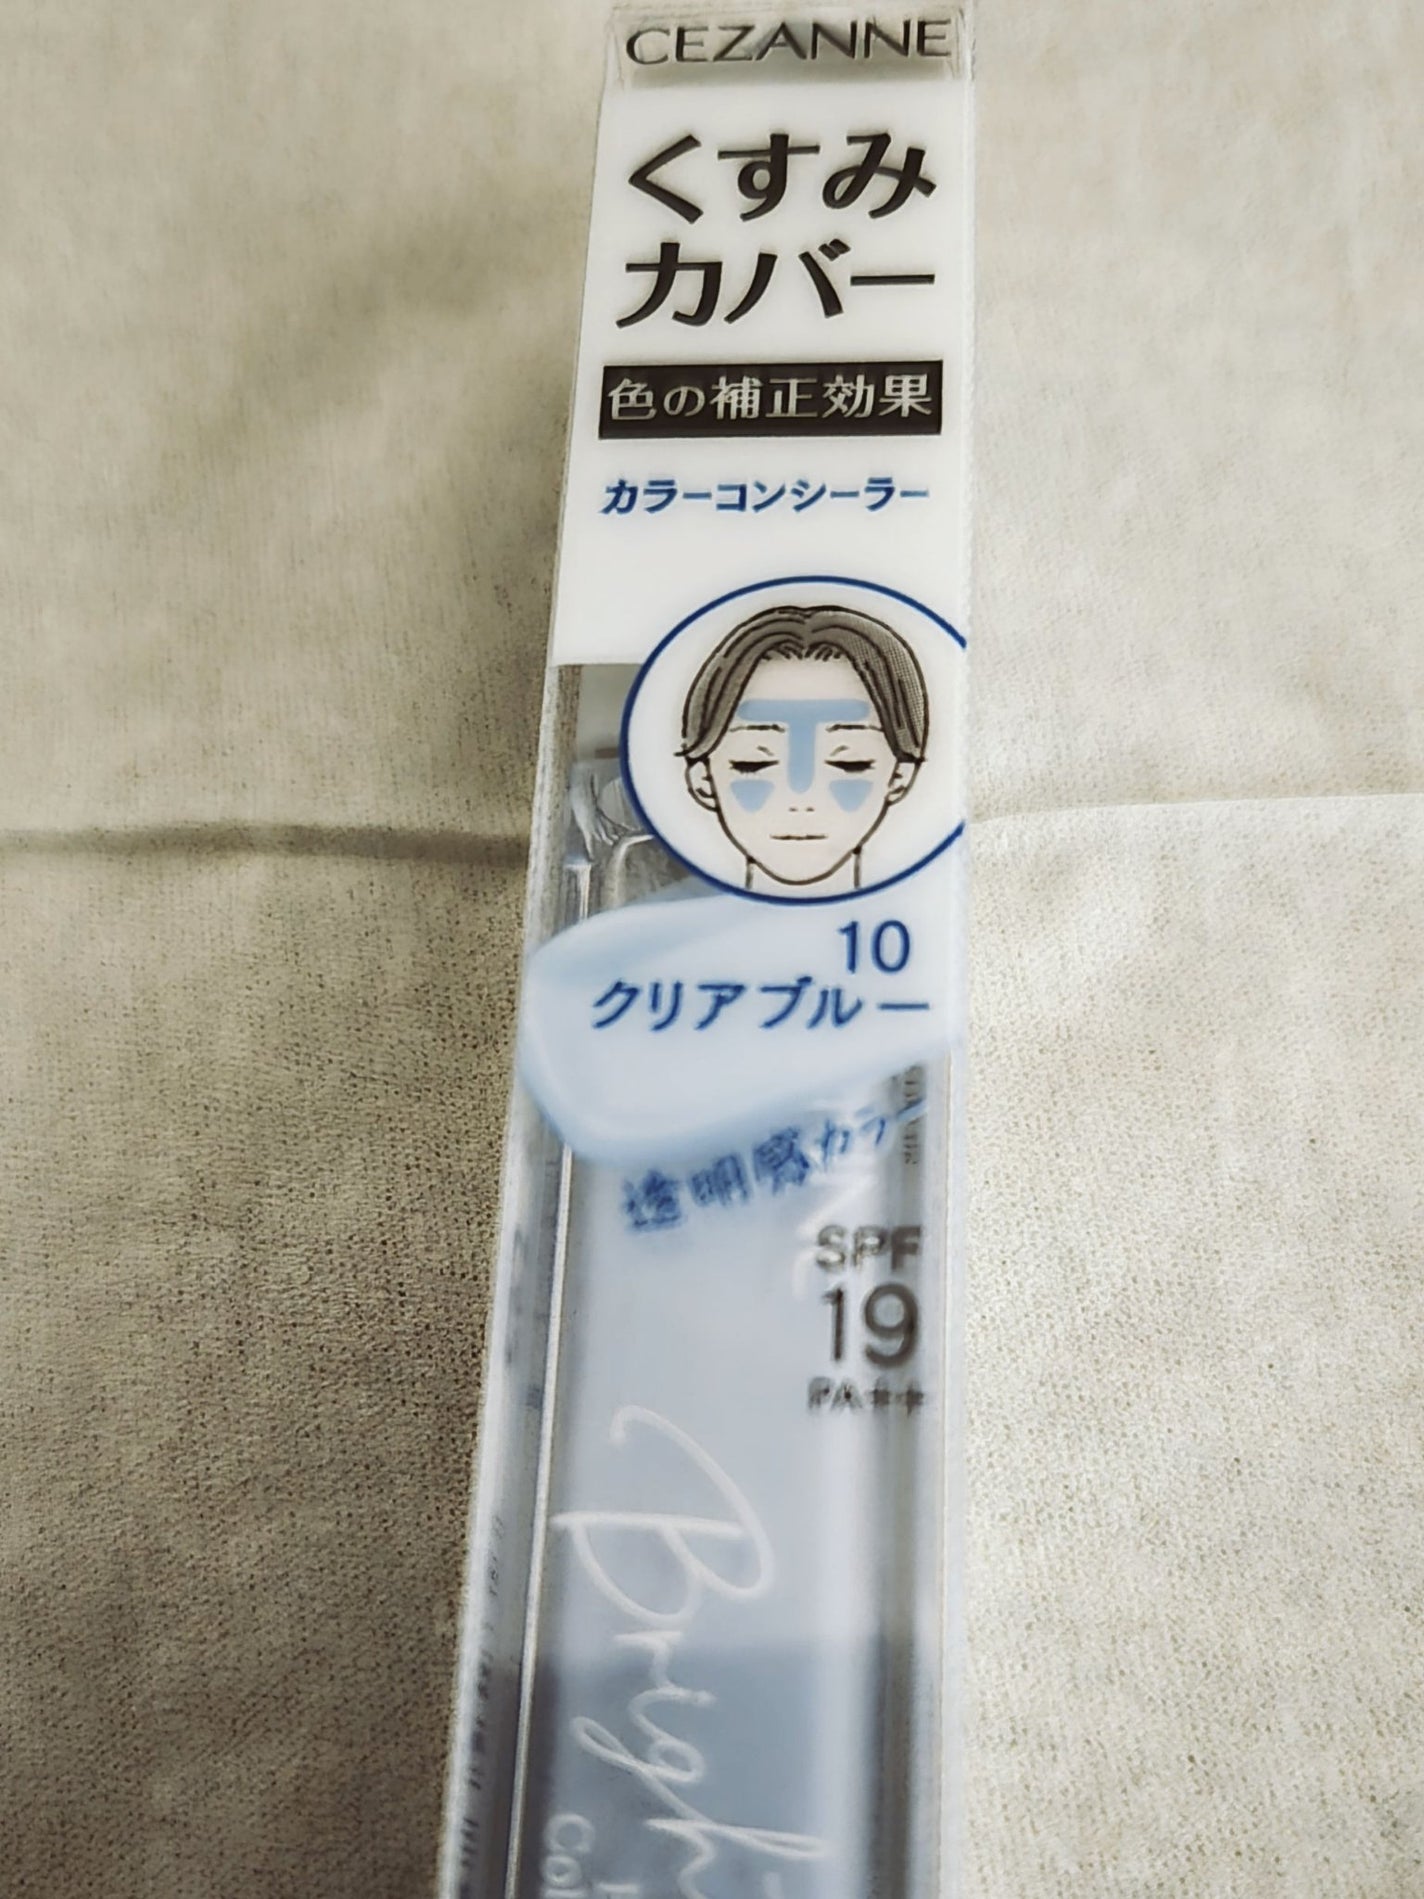 CEZANNE
くすみ
カバー
色の補正効果
カラーコンシーラー
10
クリアブルー
透明感カラー
SPF
19
PA++
Brigh
Col